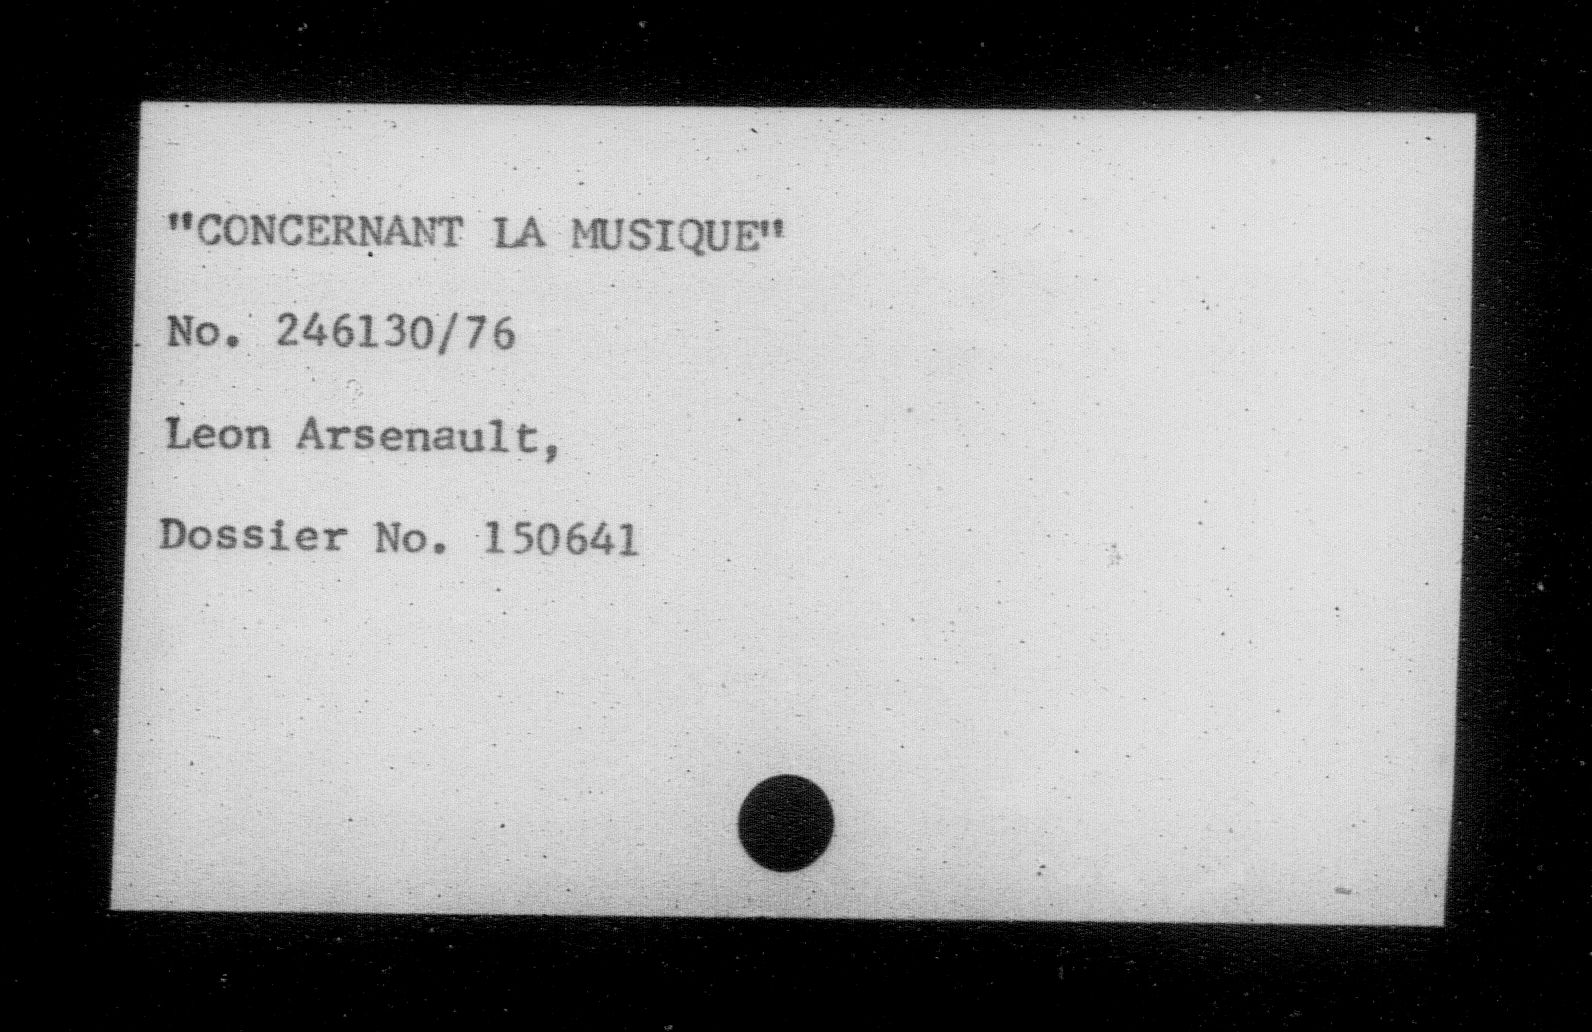 "CONCERNANT LA MUSIQUE"
No. 246130/76
Leon Arsenault,
Dossier No. 150641